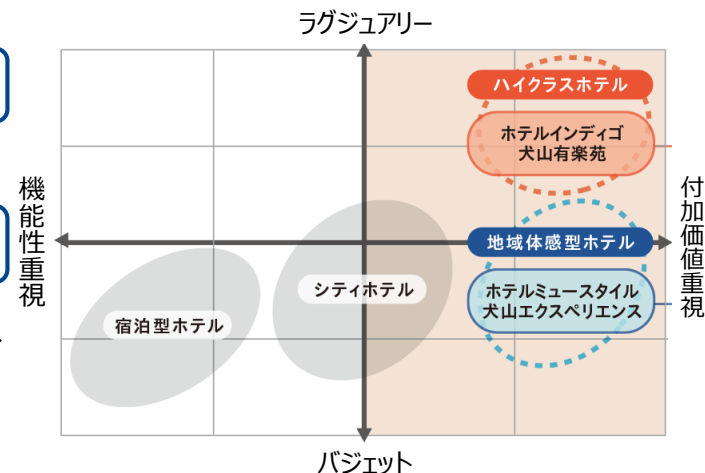 ラグジュアリー
ハイクラスホテル
ホテルインディゴ
犬山有楽苑
機能性重視
付加価値重視
地域体感型ホテル
シティホテル
ホテルミュースタイル
犬山エクスペリエンス
宿泊型ホテル
バジェット